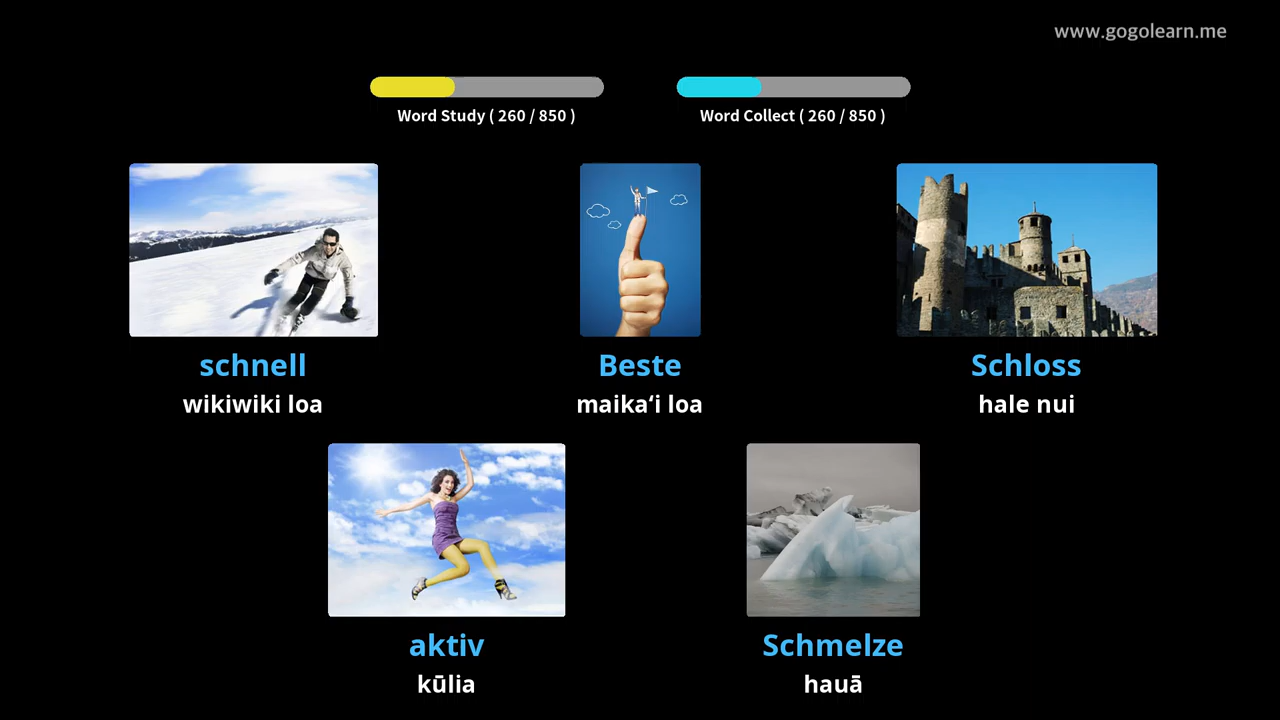 www.gogolearn.me
Word Study ( 260 / 850 )
Word Collect ( 260 / 850 )
schnell
wikiwiki loa
Beste
maikaʻi loa
Schloss
hale nui
aktiv
kūlia
Schmelze
hauā